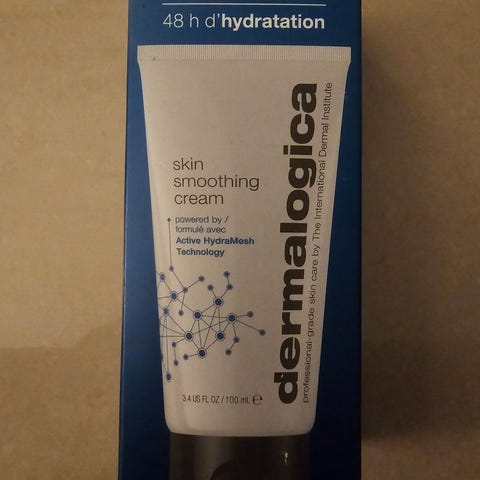 48 h d'hydratation
skin
smoothing
cream
powered by /
formulé avec
Active HydraMesh
Technology
3.4 US FL OZ / 100 mL ℮
dermalogica
professional-grade skin care by The International Dermal Institute